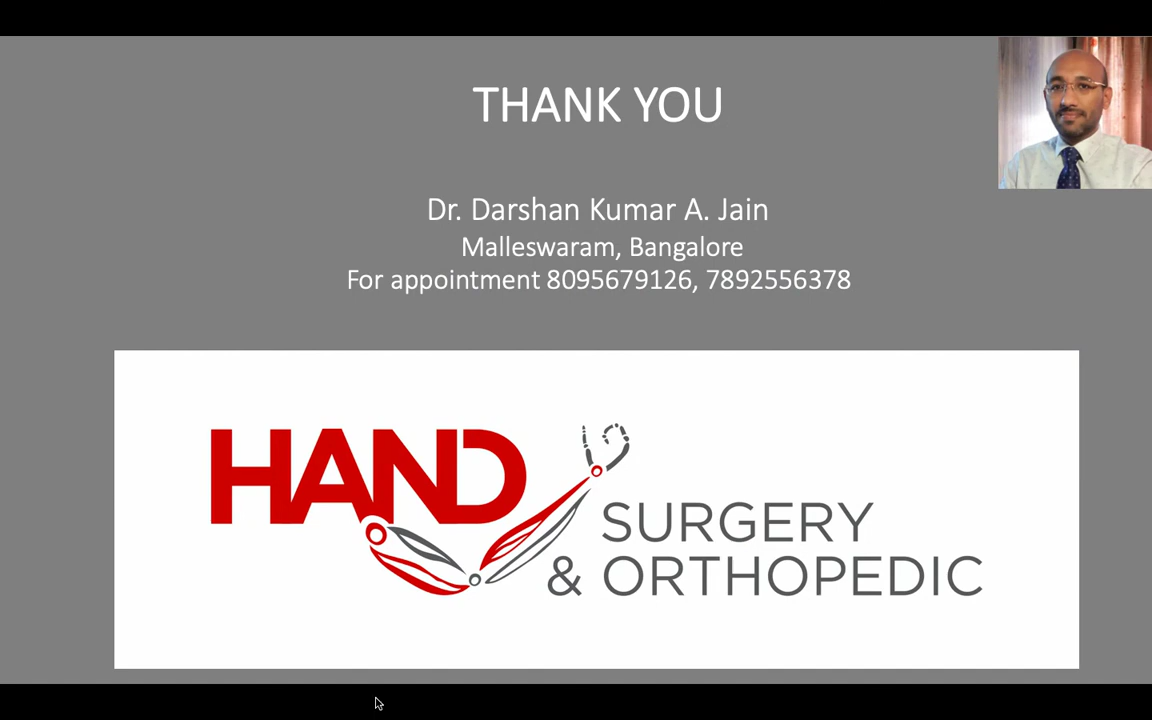 THANK YOU
Dr. Darshan Kumar A. Jain
Malleswaram, Bangalore
For appointment 8095679126, 7892556378
HAND
SURGERY
& ORTHOPEDIC